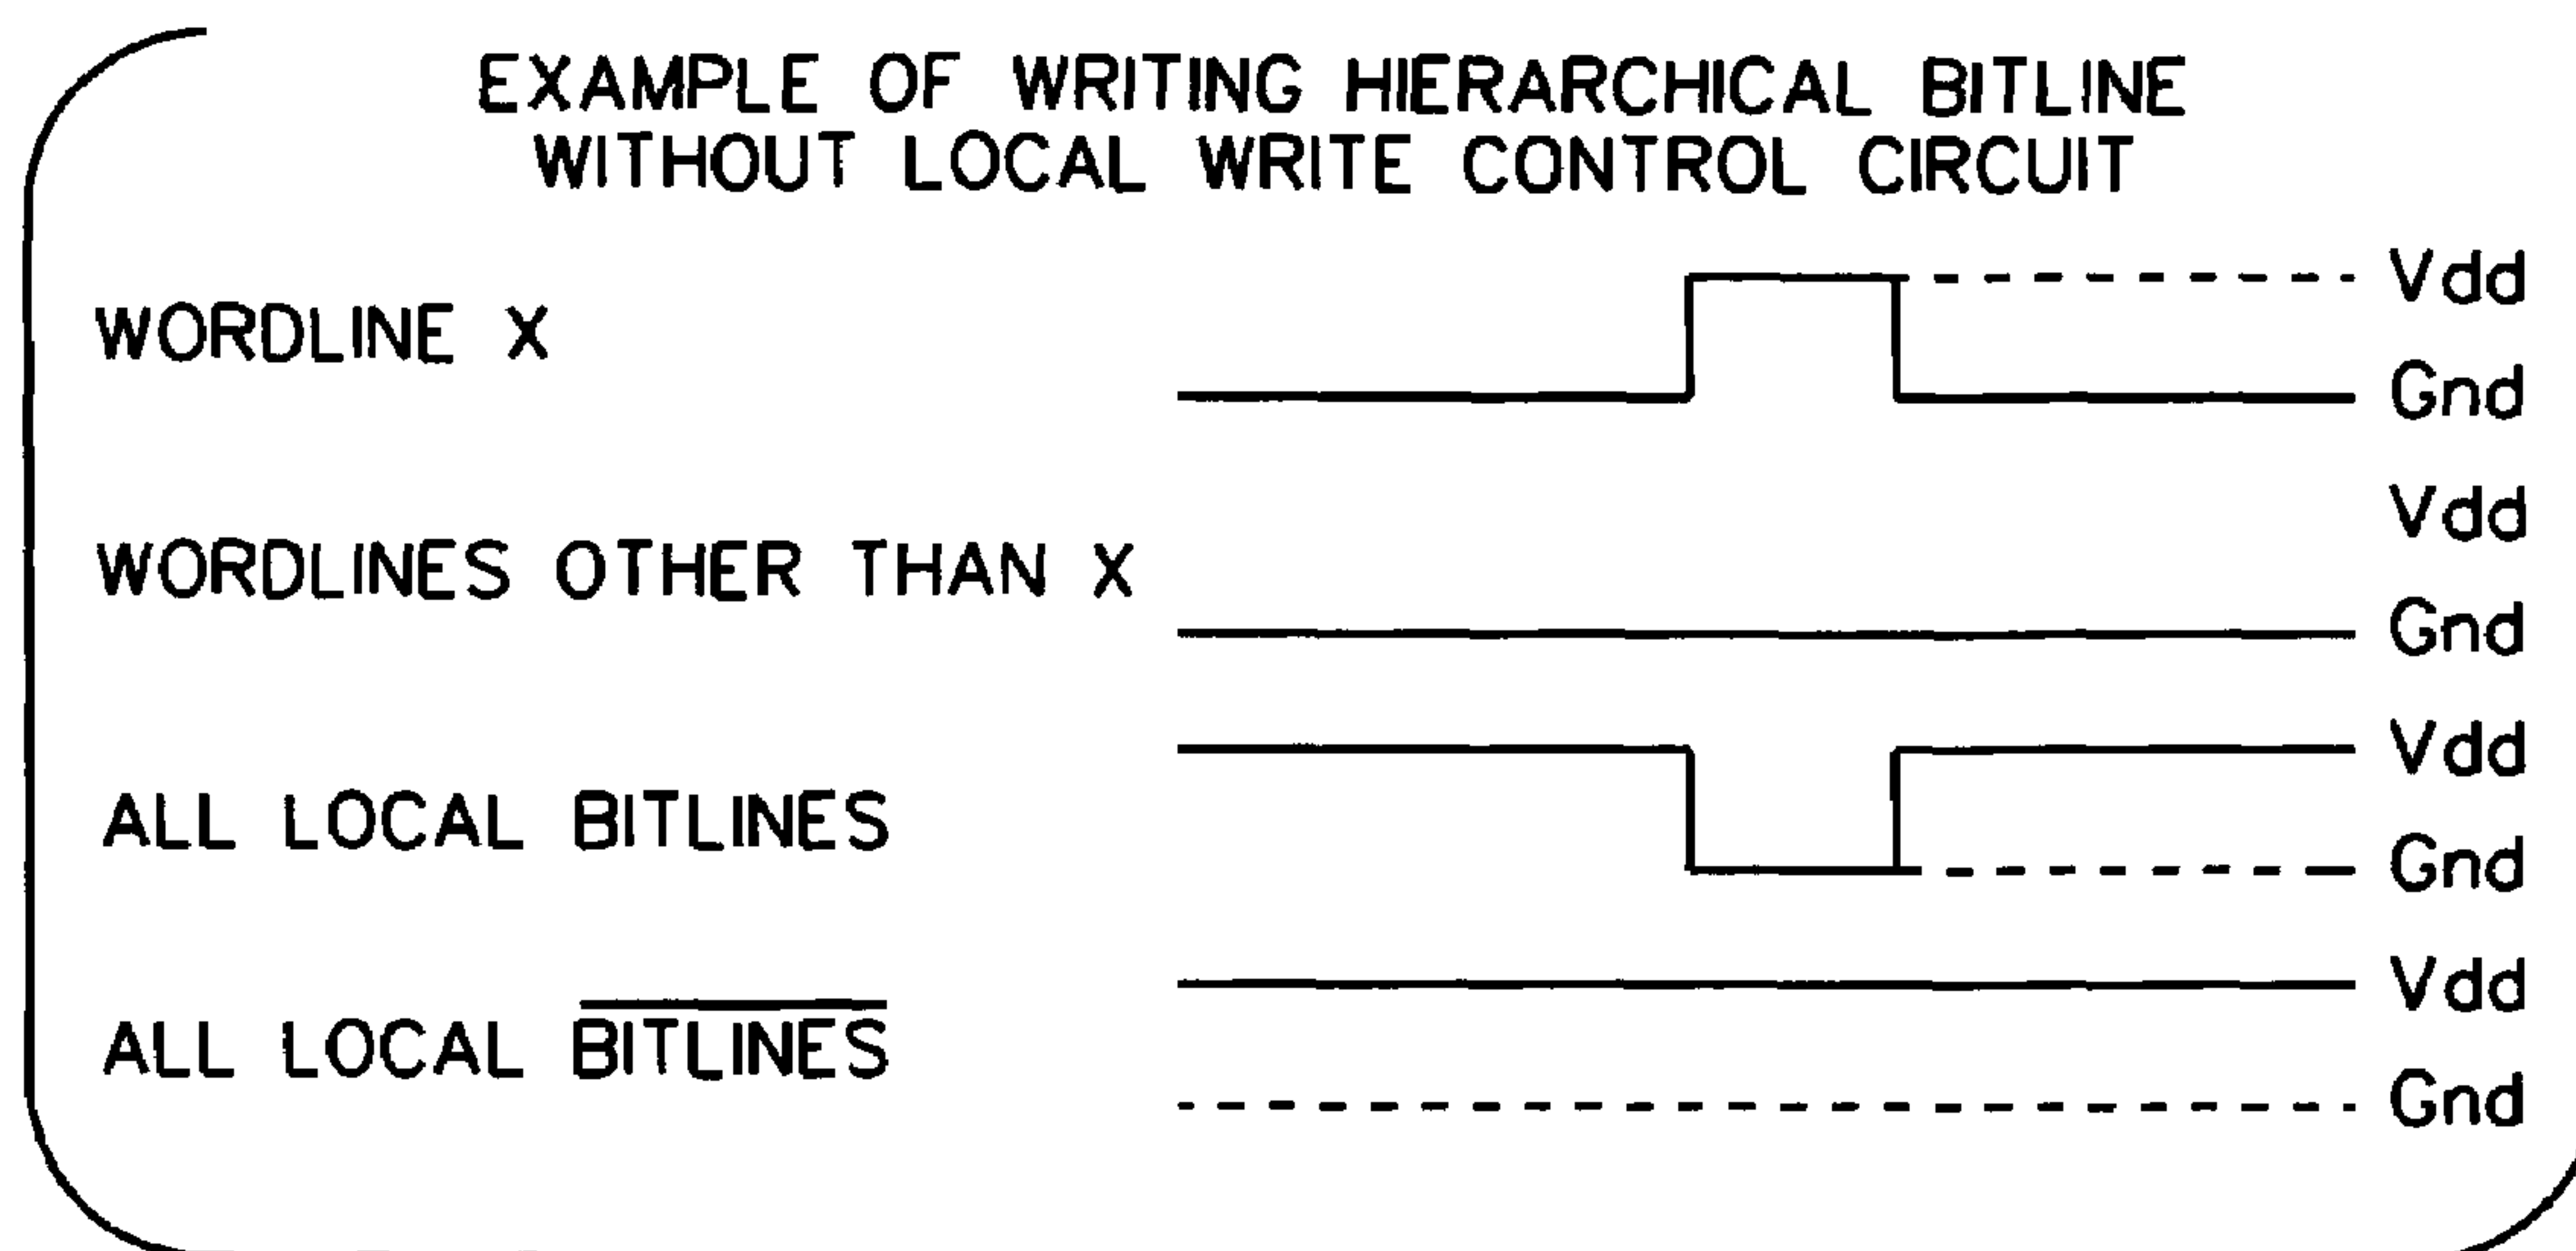 EXAMPLE OF WRITING HIERARCHICAL BITLINE
WITHOUT LOCAL WRITE CONTROL CIRCUIT
Vdd
WORDLINE X
Gnd
Vdd
WORDLINES OTHER THAN X
Gnd
Vdd
ALL LOCAL BITLINES
Gnd
Vdd
ALL LOCAL B̅I̅T̅L̅I̅N̅E̅S̅
Gnd